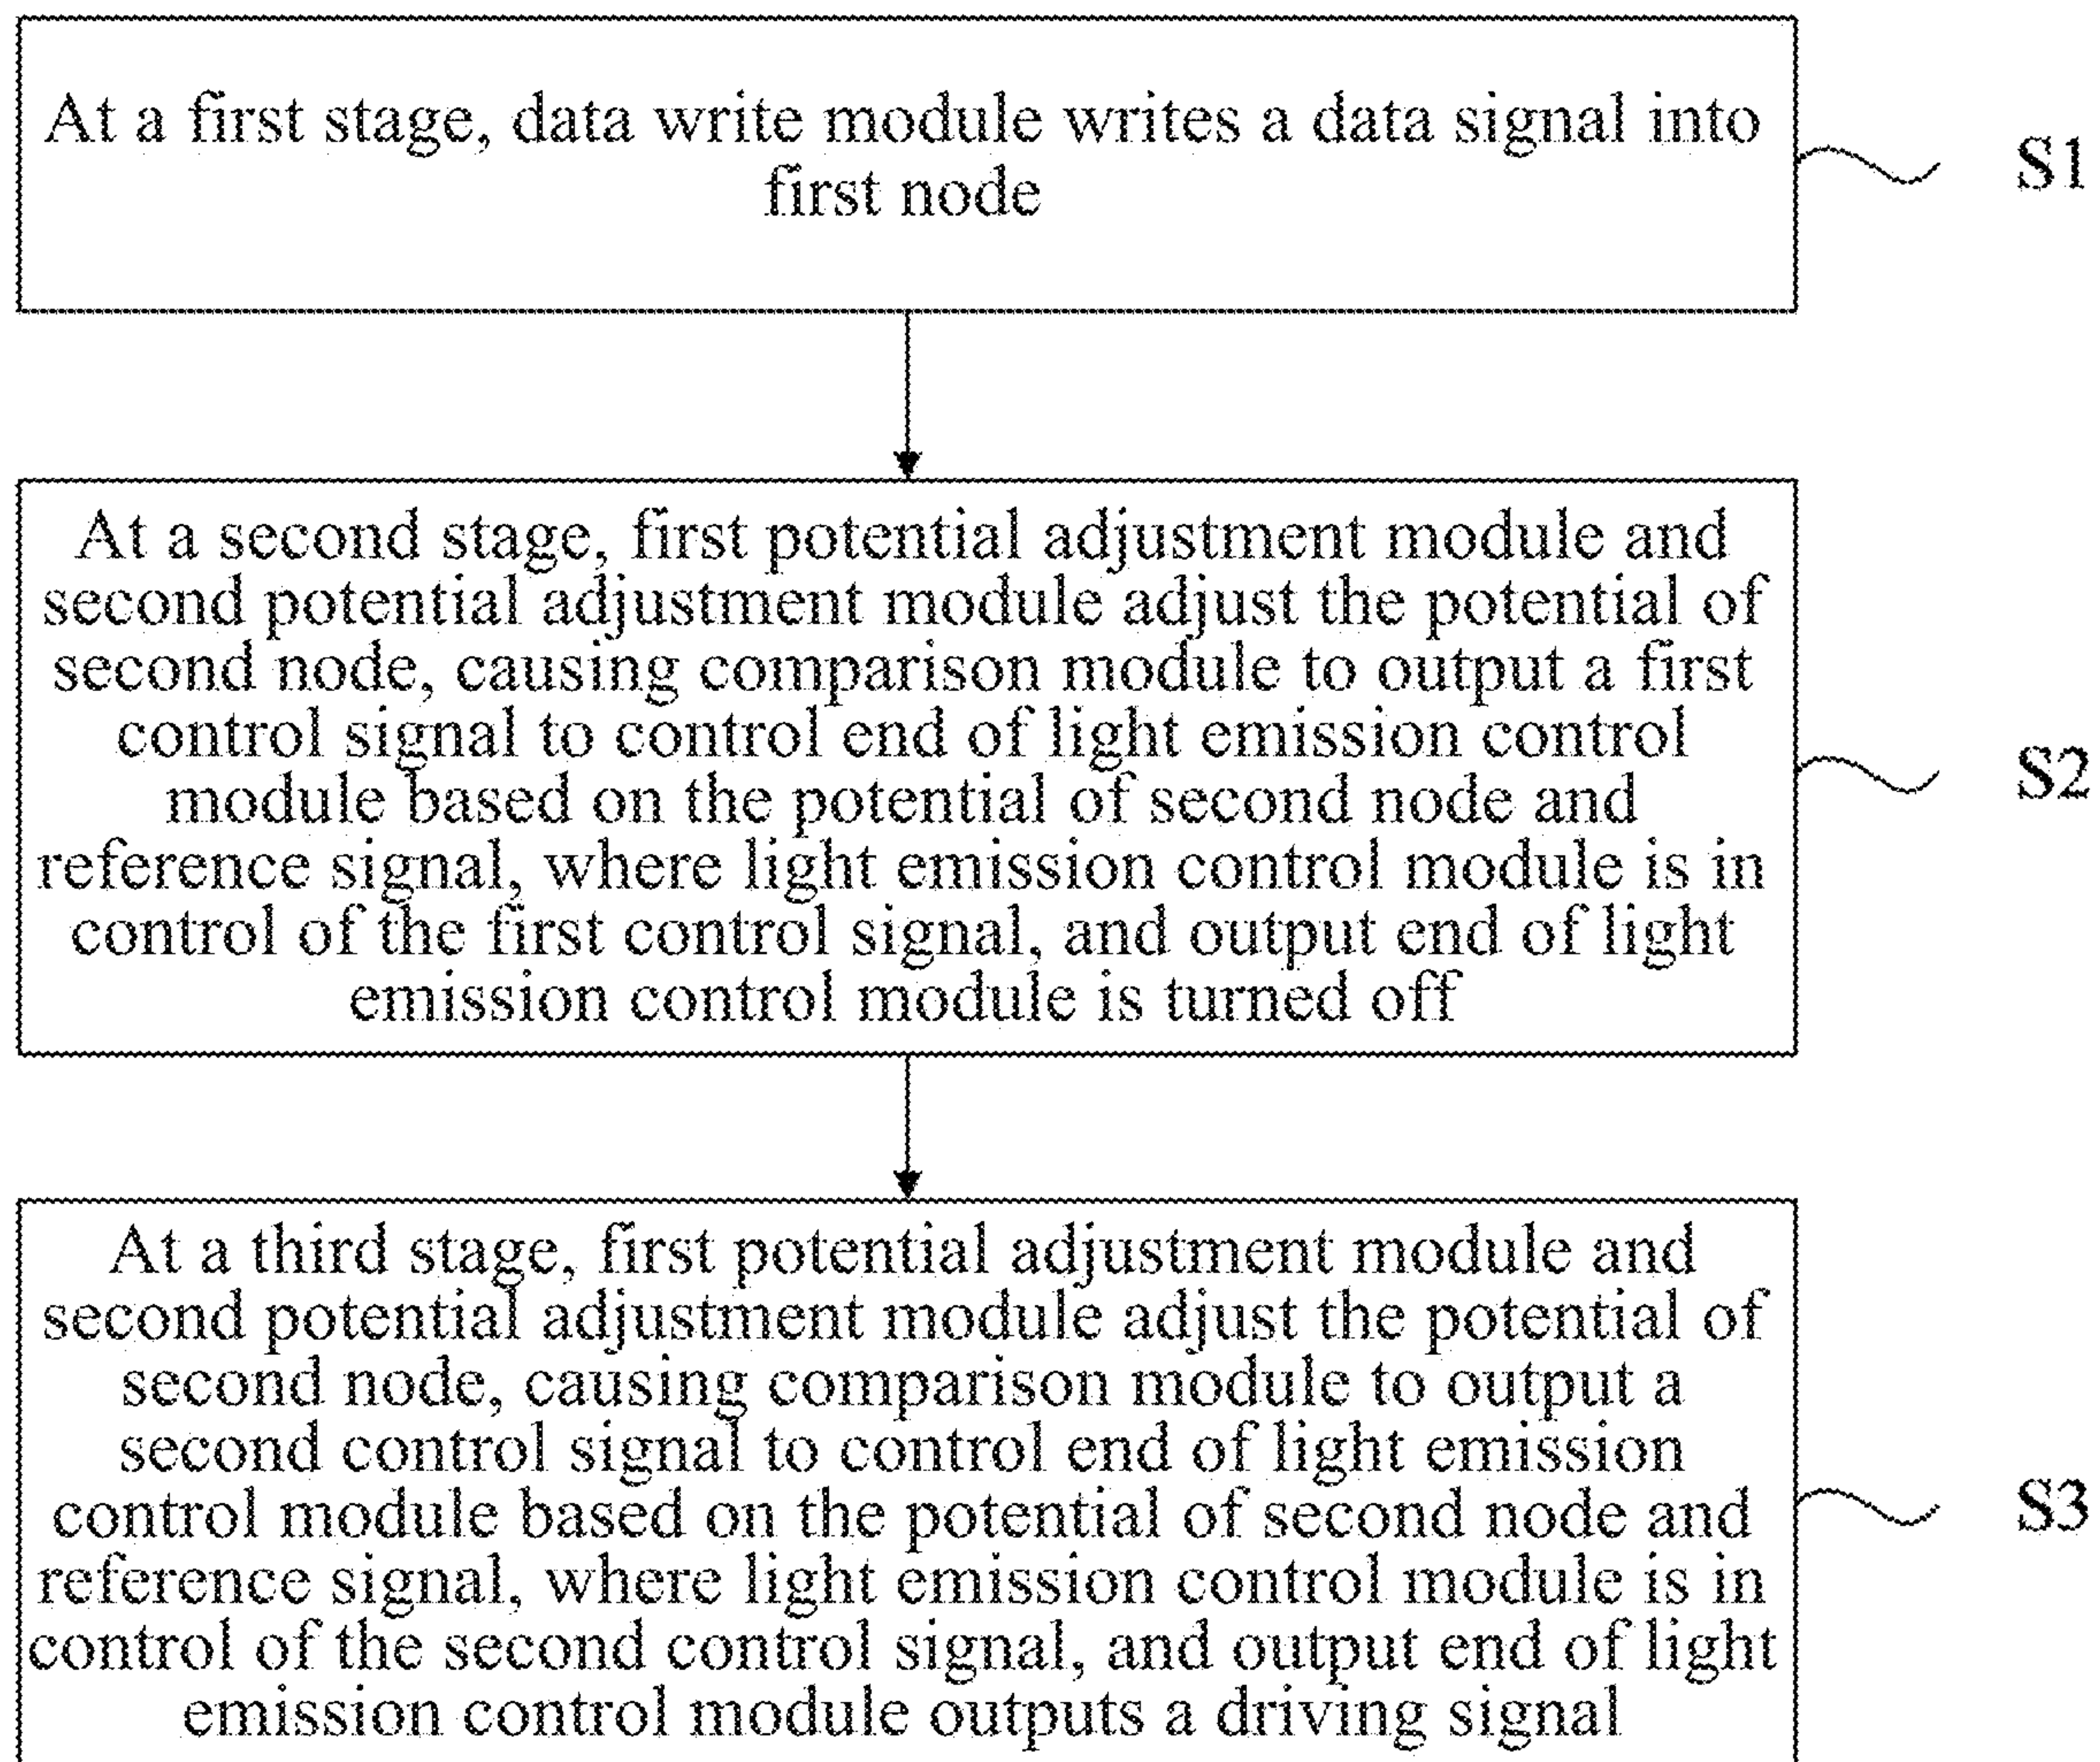 At a first stage, data write module writes a data signal into
first node
S1
At a second stage, first potential adjustment module and
second potential adjustment module adjust the potential of
second node, causing comparison module to output a first
control signal to control end of light emission control
module based on the potential of second node and
reference signal, where light emission control module is in
control of the first control signal, and output end of light
emission control module is turned off
S2
At a third stage, first potential adjustment module and
second potential adjustment module adjust the potential of
second node, causing comparison module to output a
second control signal to control end of light emission
control module based on the potential of second node and
reference signal, where light emission control module is in
control of the second control signal, and output end of light
emission control module outputs a driving signal
S3